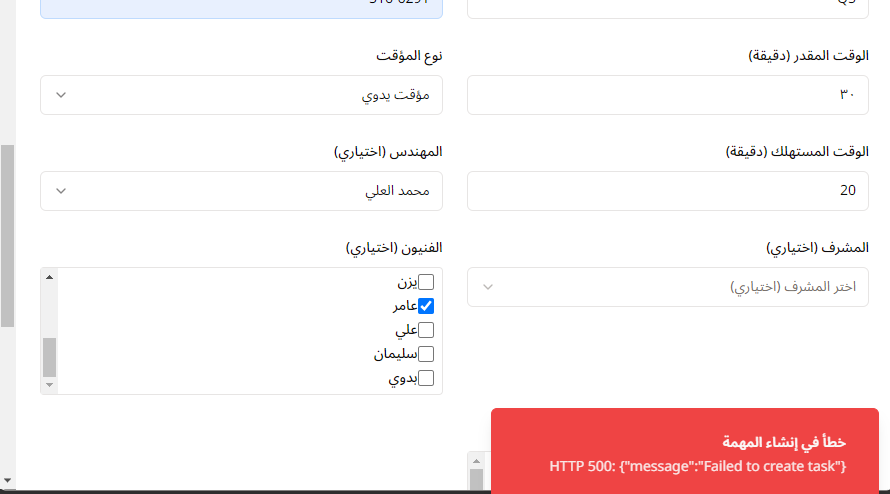 الوقت المقدر (دقيقة)
نوع المؤقت
٣٠
مؤقت يدوي
الوقت المستهلك (دقيقة)
المهندس (اختياري)
20
محمد العلي
المشرف (اختياري)
الفنيون (اختياري)
اختر المشرف (اختياري)
يزن
عامر
علي
سليمان
بدوي
خطأ في إنشاء المهمة
HTTP 500: {"message":"Failed to create task"}